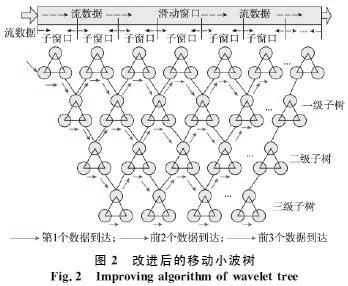 流数据 滑动窗口 流数据
流数据 子窗口 子窗口 子窗口 子窗口 子窗口 子窗口 ...
...
一级子树
...
二级子树
...
三级子树
...
第1个数据到达； 前2个数据到达； 前3个数据到达
图 2 改进后的移动小波树
Fig. 2 Improving algorithm of wavelet tree